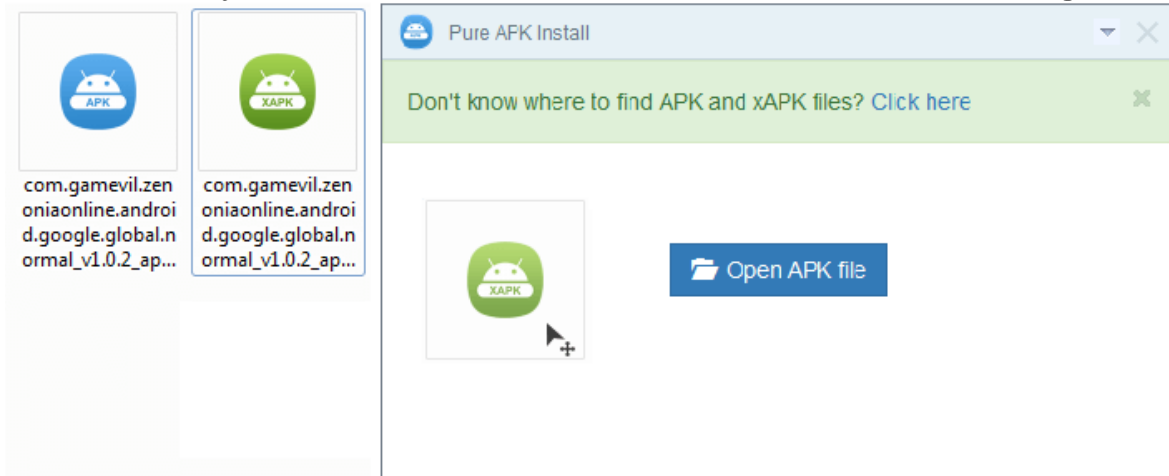 APK
XAPK
com.gamevil.zen
oniaonline.androi
d.google.global.n
ormal_v1.0.2_ap...
com.gamevil.zen
oniaonline.androi
d.google.global.n
ormal_v1.0.2_ap...
Pure APK Install
Don't know where to find APK and xAPK files? Click here
XAPK
Open APK file